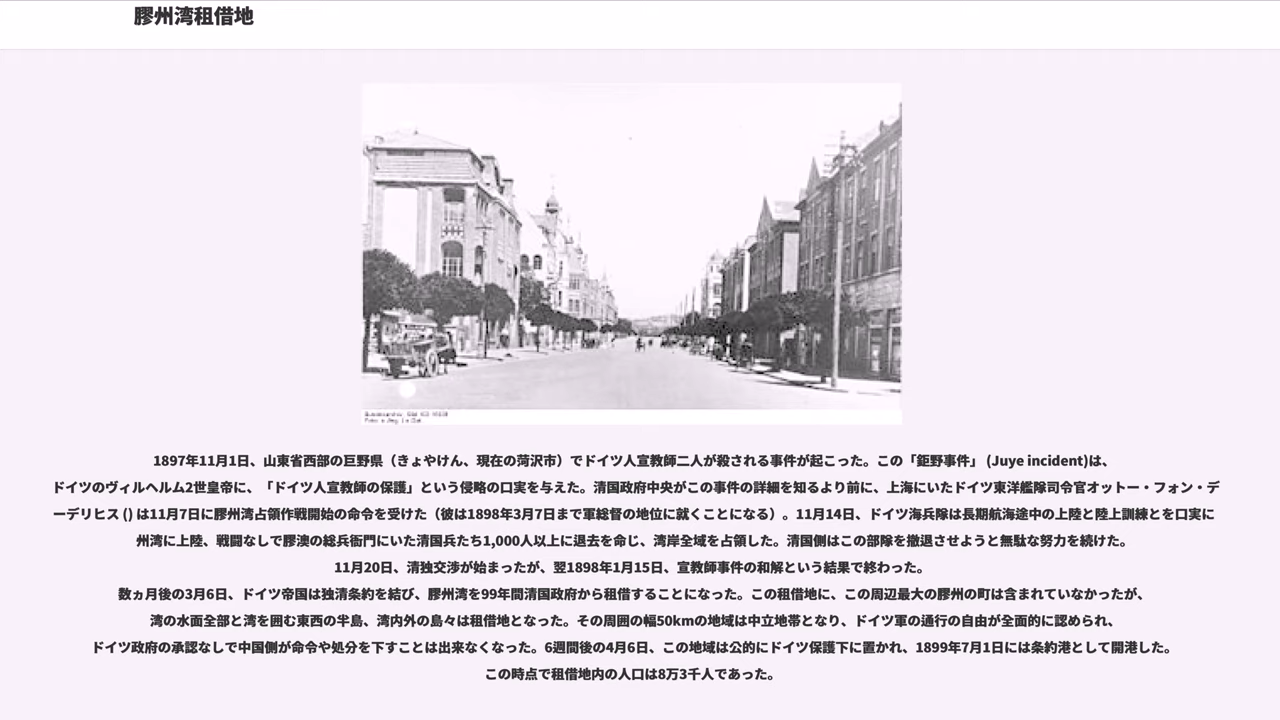 膠州湾租借地
1897年11月1日、山東省西部の巨野県（きょやけん、現在の菏沢市）でドイツ人宣教師二人が殺される事件が起こった。この「鉅野事件」 (Juye incident)は、
ドイツのヴィルヘルム2世皇帝に、「ドイツ人宣教師の保護」という侵略の口実を与えた。清国政府中央がこの事件の詳細を知るより前に、上海にいたドイツ東洋艦隊司令官オットー・フォン・デ
ーデリヒス () は11月7日に膠州湾占領作戦開始の命令を受けた（彼は1898年3月7日まで軍総督の地位に就くことになる）。11月14日、ドイツ海兵隊は長期航海途中の上陸と陸上訓練とを口実に
州湾に上陸、戦闘なしで膠澳の総兵衙門にいた清国兵たち1,000人以上に退去を命じ、湾岸全域を占領した。清国側はこの部隊を撤退させようと無駄な努力を続けた。
11月20日、清独交渉が始まったが、翌1898年1月15日、宣教師事件の和解という結果で終わった。
数ヵ月後の3月6日、ドイツ帝国は独清条約を結び、膠州湾を99年間清国政府から租借することになった。この租借地に、この周辺最大の膠州の町は含まれていなかったが、
湾の水面全部と湾を囲む東西の半島、湾内外の島々は租借地となった。その周囲の幅50kmの地域は中立地帯となり、ドイツ軍の通行の自由が全面的に認められ、
ドイツ政府の承認なしで中国側が命令や処分を下すことは出来なくなった。6週間後の4月6日、この地域は公的にドイツ保護下に置かれ、1899年7月1日には条約港として開港した。
この時点で租借地内の人口は8万3千人であった。